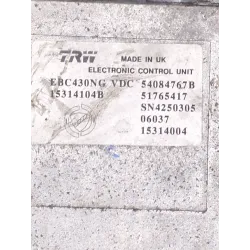 TRW
MADE IN UK
ELECTRONIC CONTROL UNIT
EBC430NG VDC 54084767B
15314104B 51765417
SN4250305
06037
15314004